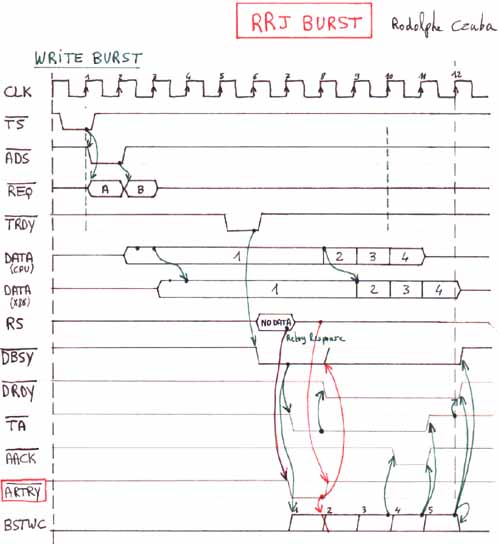 RRJ BURST
Rodolphe Czuba
WRITE BURST
CLK 1 2 3 4 5 6 7 8 9 10 11 12
TS
ADS
REQ A B
TRDY
DATA (CPU) 1 2 3 4
DATA 1 2 3 4
RS NO DATA
Retry Response
DBSY
DRDY
TA
AACK
ARTRY
BSTWC 1 2 3 4 5